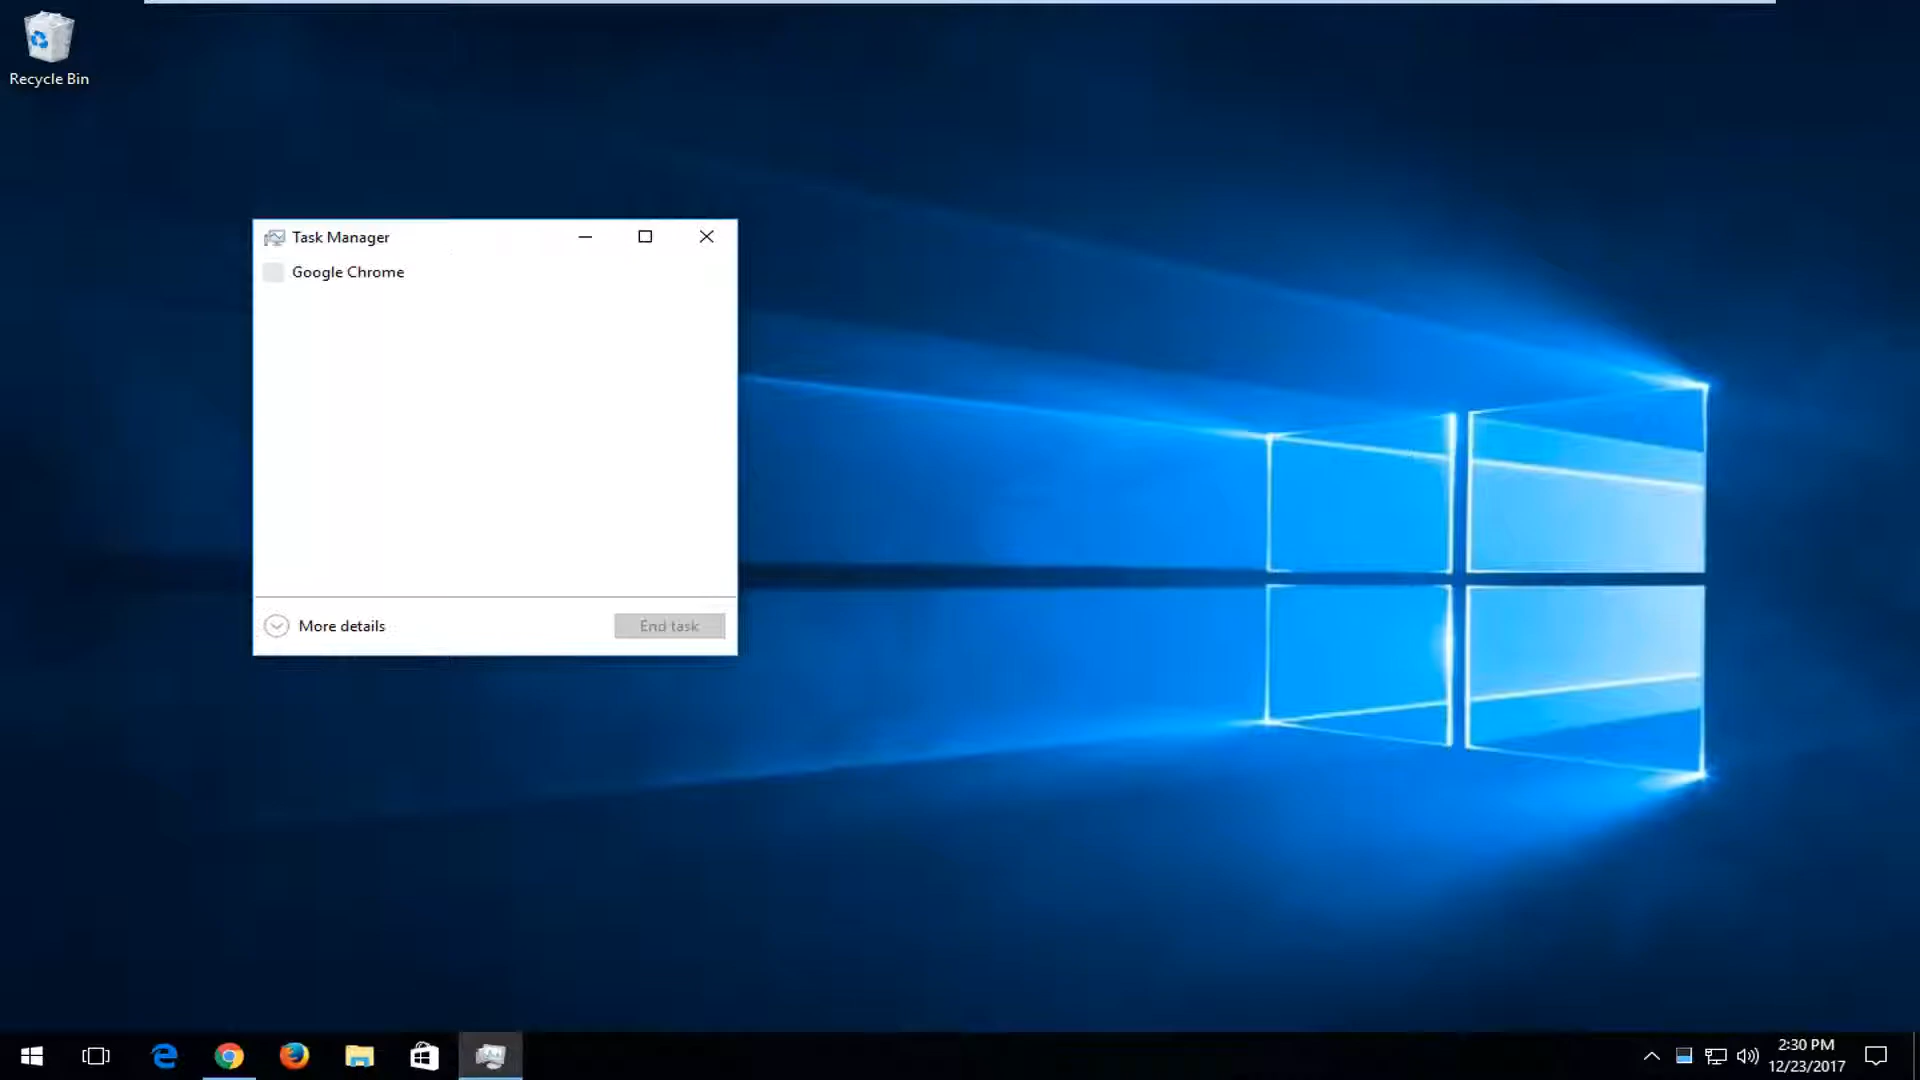 Recycle Bin
Task Manager
Google Chrome
More details
End task
2:30 PM
12/23/2017